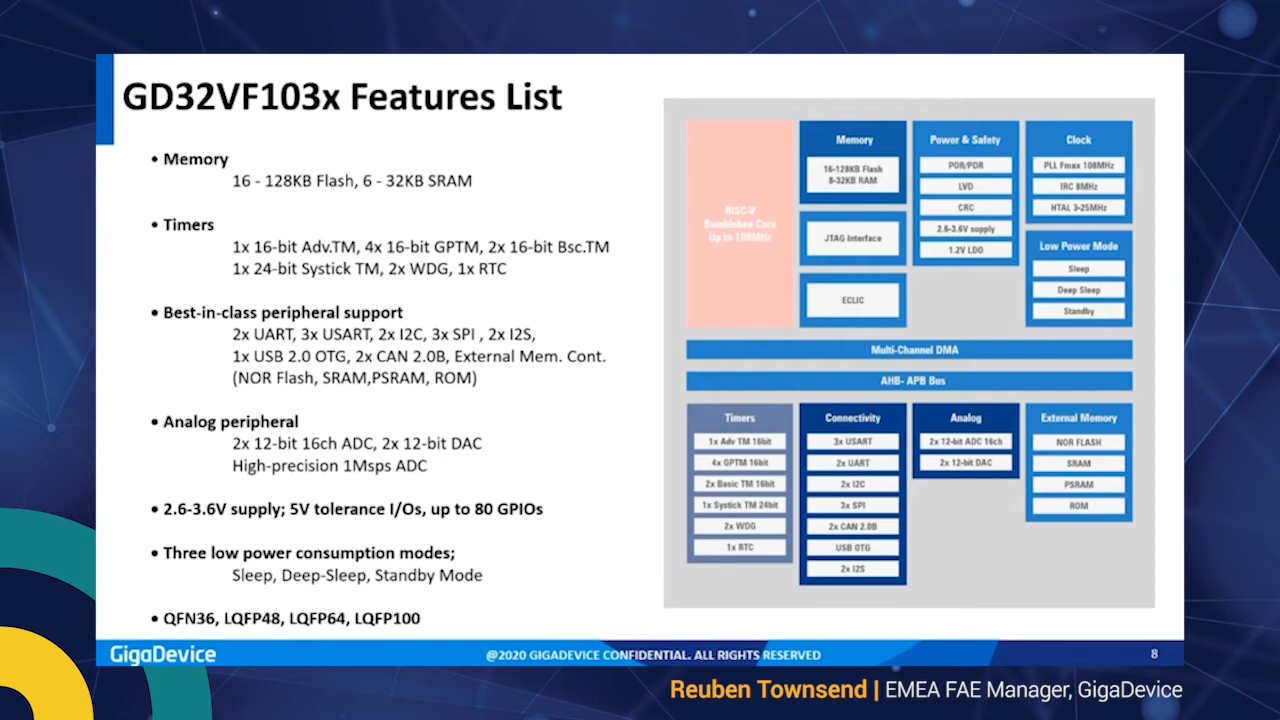 GD32VF103x Features List
• Memory
16 - 128KB Flash, 6 - 32KB SRAM
• Timers
1x 16-bit Adv.TM, 4x 16-bit GPTM, 2x 16-bit Bsc.TM
1x 24-bit Systick TM, 2x WDG, 1x RTC
• Best-in-class peripheral support
2x UART, 3x USART, 2x I2C, 3x SPI , 2x I2S,
1x USB 2.0 OTG, 2x CAN 2.0B, External Mem. Cont.
(NOR Flash, SRAM,PSRAM, ROM)
• Analog peripheral
2x 12-bit 16ch ADC, 2x 12-bit DAC
High-precision 1Msps ADC
• 2.6-3.6V supply; 5V tolerance I/Os, up to 80 GPIOs
• Three low power consumption modes;
Sleep, Deep-Sleep, Standby Mode
• QFN36, LQFP48, LQFP64, LQFP100
RISC-V
Bumblebee Core
Up to 108MHz
Memory
16-128KB Flash
8-32KB RAM
JTAG Interface
ECLIC
Power & Safety
POR/PDR
LVD
CRC
2.6-3.6V supply
1.2V LDO
Clock
PLL Fmax 108MHz
IRC 8MHz
HTAL 3-25MHz
Low Power Mode
Sleep
Deep Sleep
Standby
Multi-Channel DMA
AHB- APB Bus
Timers
1x Adv TM 16bit
4x GPTM 16bit
2x Basic TM 16bit
1x Systick TM 24bit
2x WDG
1x RTC
Connectivity
3x USART
2x UART
2x I2C
3x SPI
2x CAN 2.0B
USB OTG
2x I2S
Analog
2x 12-bit ADC 16ch
2x 12-bit DAC
External Memory
NOR FLASH
SRAM
PSRAM
ROM
GigaDevice
@2020 GIGADEVICE CONFIDENTIAL. ALL RIGHTS RESERVED
8
Reuben Townsend | EMEA FAE Manager, GigaDevice